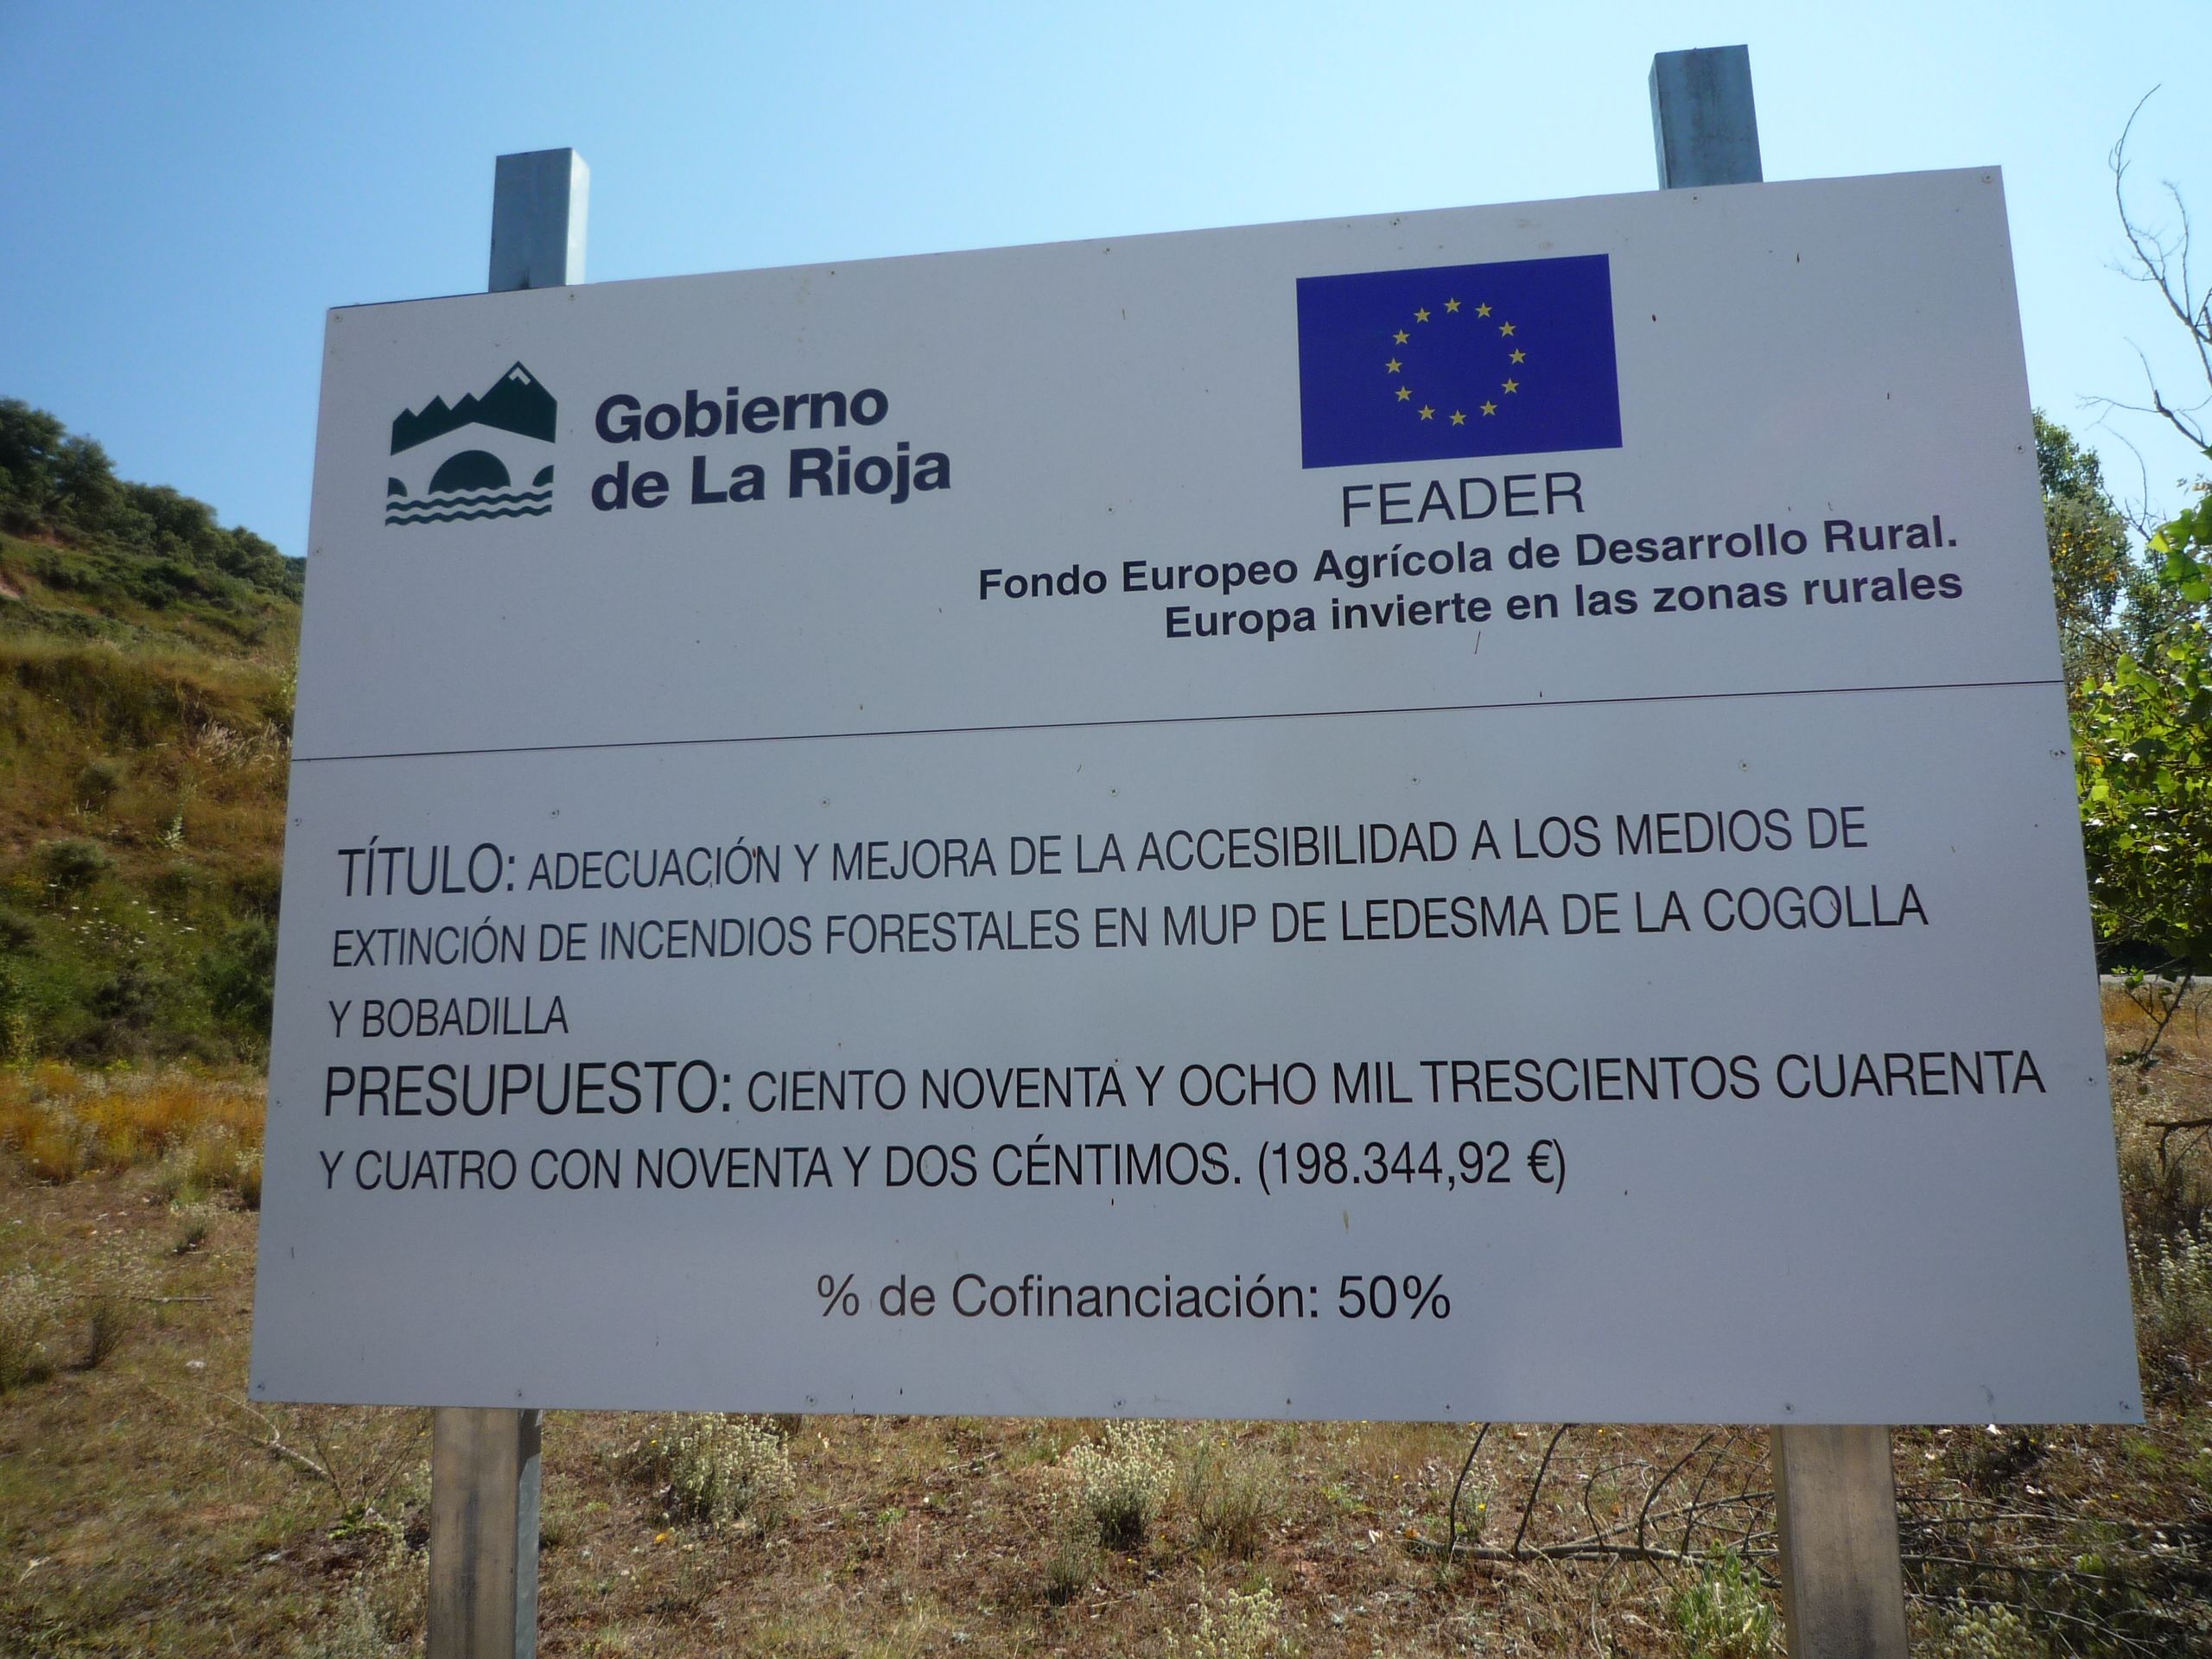 Gobierno
de La Rioja
FEADER
Fondo Europeo Agrícola de Desarrollo Rural.
Europa invierte en las zonas rurales
TÍTULO: ADECUACIÓN Y MEJORA DE LA ACCESIBILIDAD A LOS MEDIOS DE
EXTINCIÓN DE INCENDIOS FORESTALES EN MUP DE LEDESMA DE LA COGOLLA
Y BOBADILLA
PRESUPUESTO: CIENTO NOVENTA Y OCHO MIL TRESCIENTOS CUARENTA
Y CUATRO CON NOVENTA Y DOS CÉNTIMOS. (198.344,92 €)
% de Cofinanciación: 50%